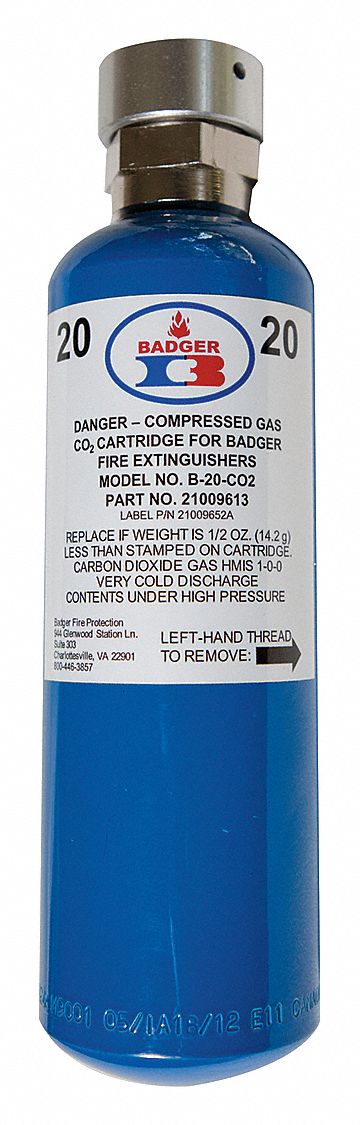 20 20
BADGER
B
DANGER – COMPRESSED GAS
CO2 CARTRIDGE FOR BADGER
FIRE EXTINGUISHERS
MODEL NO. B-20-CO2
PART NO. 21009613
LABEL P/N 21009652A
REPLACE IF WEIGHT IS 1/2 OZ. (14.2 g)
LESS THAN STAMPED ON CARTRIDGE.
CARBON DIOXIDE GAS HMIS 1-0-0
VERY COLD DISCHARGE
CONTENTS UNDER HIGH PRESSURE
Badger Fire Protection
944 Glenwood Station Ln.
Suite 303
Charlottesville, VA 22901
800-446-3857
LEFT-HAND THREAD
TO REMOVE:
E11